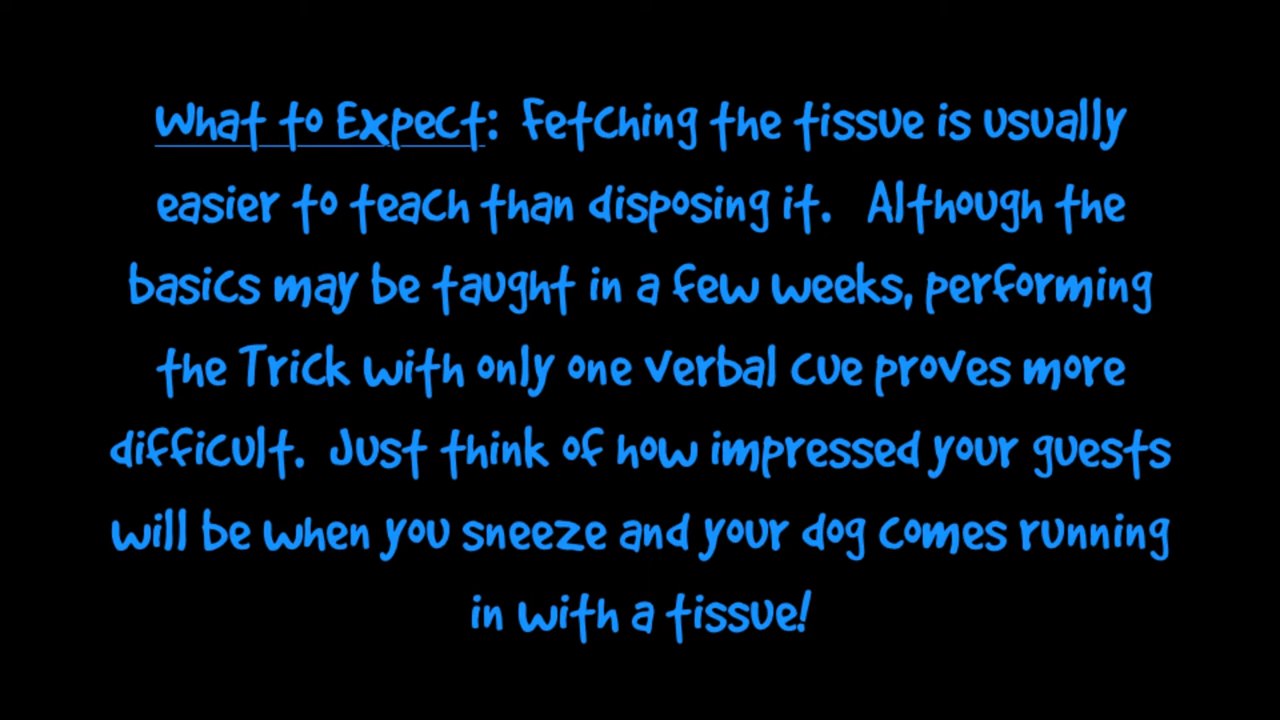 What to Expect:  Fetching the tissue is usually
easier to teach than disposing it.   Although the
basics may be taught in a few weeks, performing
the Trick with only one verbal cue proves more
difficult.  Just think of how impressed your guests
will be when you sneeze and your dog comes running
in with a tissue!